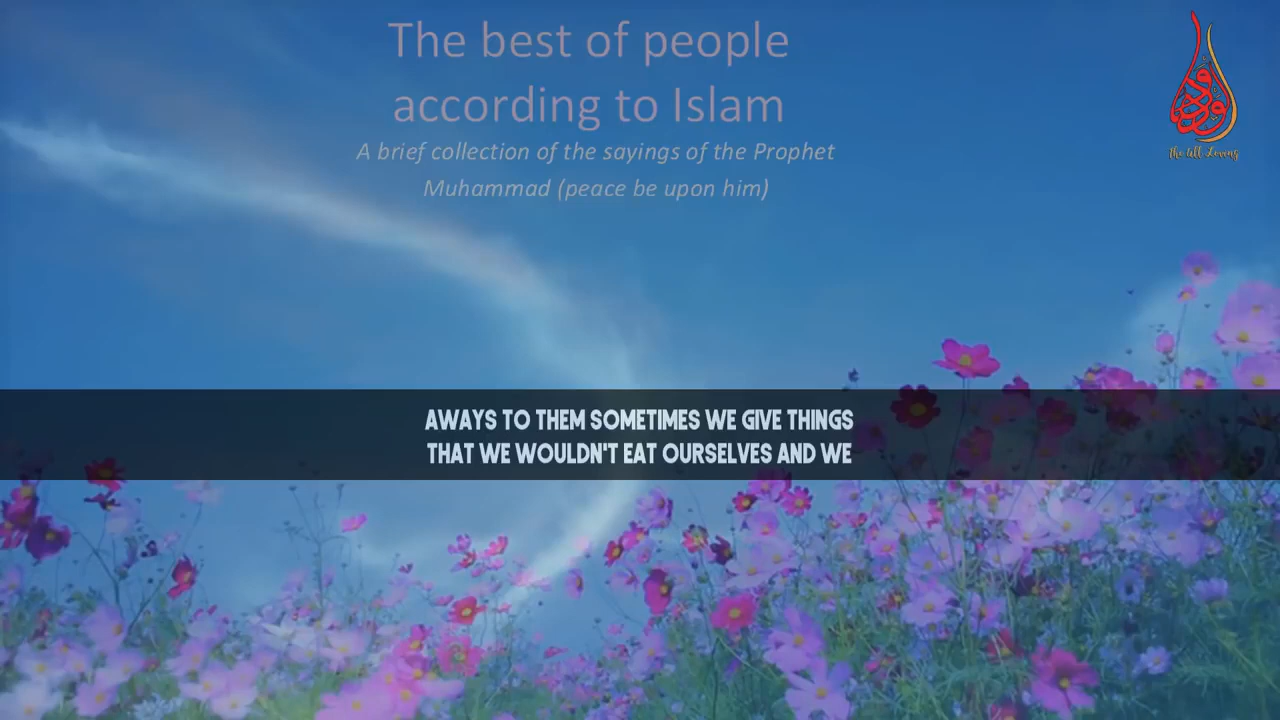 The best of people
according to Islam
A brief collection of the sayings of the Prophet
Muhammad (peace be upon him)
the All Loving
AWAYS TO THEM SOMETIMES WE GIVE THINGS
THAT WE WOULDN'T EAT OURSELVES AND WE